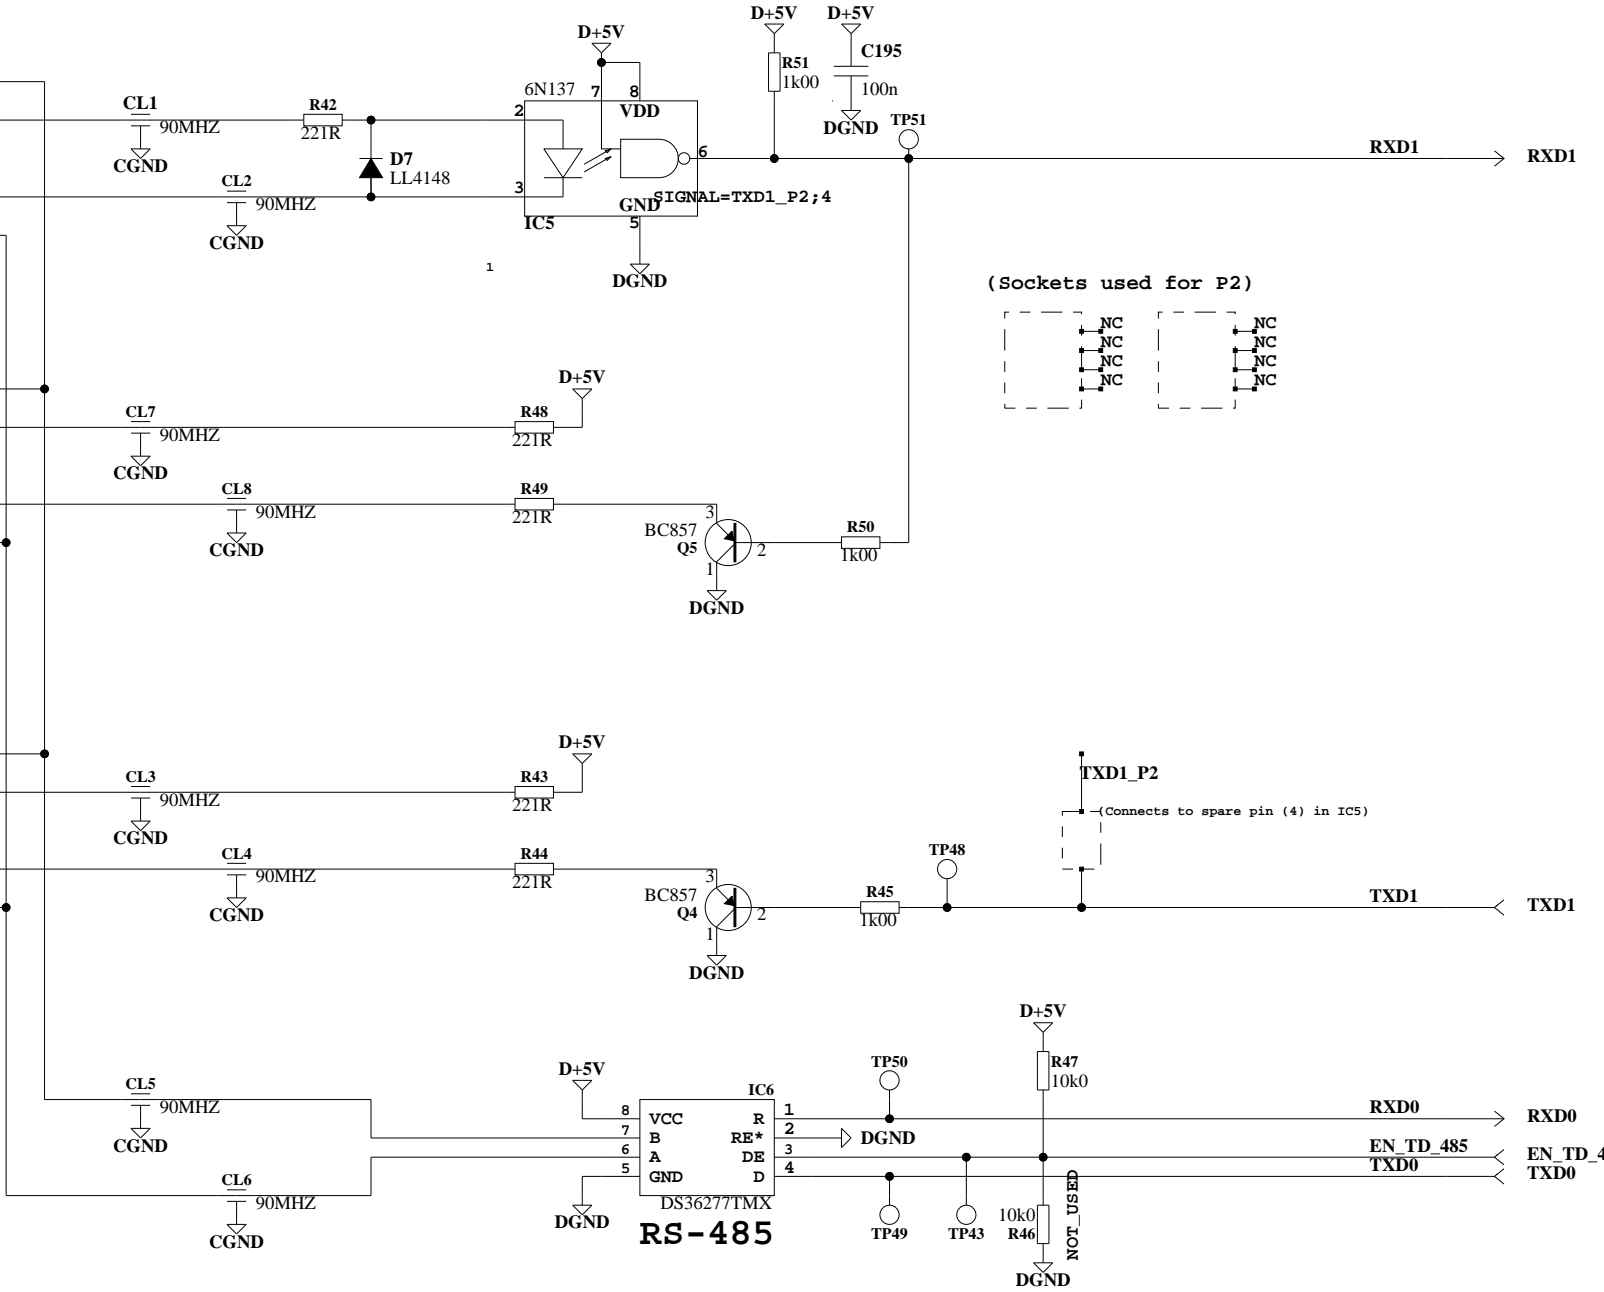 D+5V D+5V
D+5V
C195
R51
1k00
100n
6N137 7 8
VDD
CL1
90MHZ
CGND
R42
221R
2
DGND
TP51
6
RXD1 RXD1
D7
LL4148
CL2
90MHZ
CGND
3
GND
SIGNAL=TXD1_P2;4
IC5
5
DGND
1
(Sockets used for P2)
NC NC
NC NC
NC NC
NC NC
D+5V
CL7
90MHZ
CGND
R48
221R
CL8
90MHZ
CGND
R49
221R
3
BC857
Q5
2
1
DGND
R50
1k00
D+5V
CL3
90MHZ
CGND
R43
221R
TXD1_P2
(Connects to spare pin (4) in IC5)
CL4
90MHZ
CGND
R44
221R
3
BC857
Q4
2
1
DGND
R45
1k00
TP48
TXD1 TXD1
D+5V
R47
10k0
D+5V
TP50
IC6
CL5
90MHZ
CGND
8 VCC R 1
7 B RE* 2
6 A DE 3
5 GND D 4
DGND
RXD0 RXD0
EN_TD_485 EN_TD_4
TXD0 TXD0
CL6
90MHZ
CGND
DGND
DS36277TMX
RS-485
TP49
TP43
10k0
R46
NOT_USED
DGND